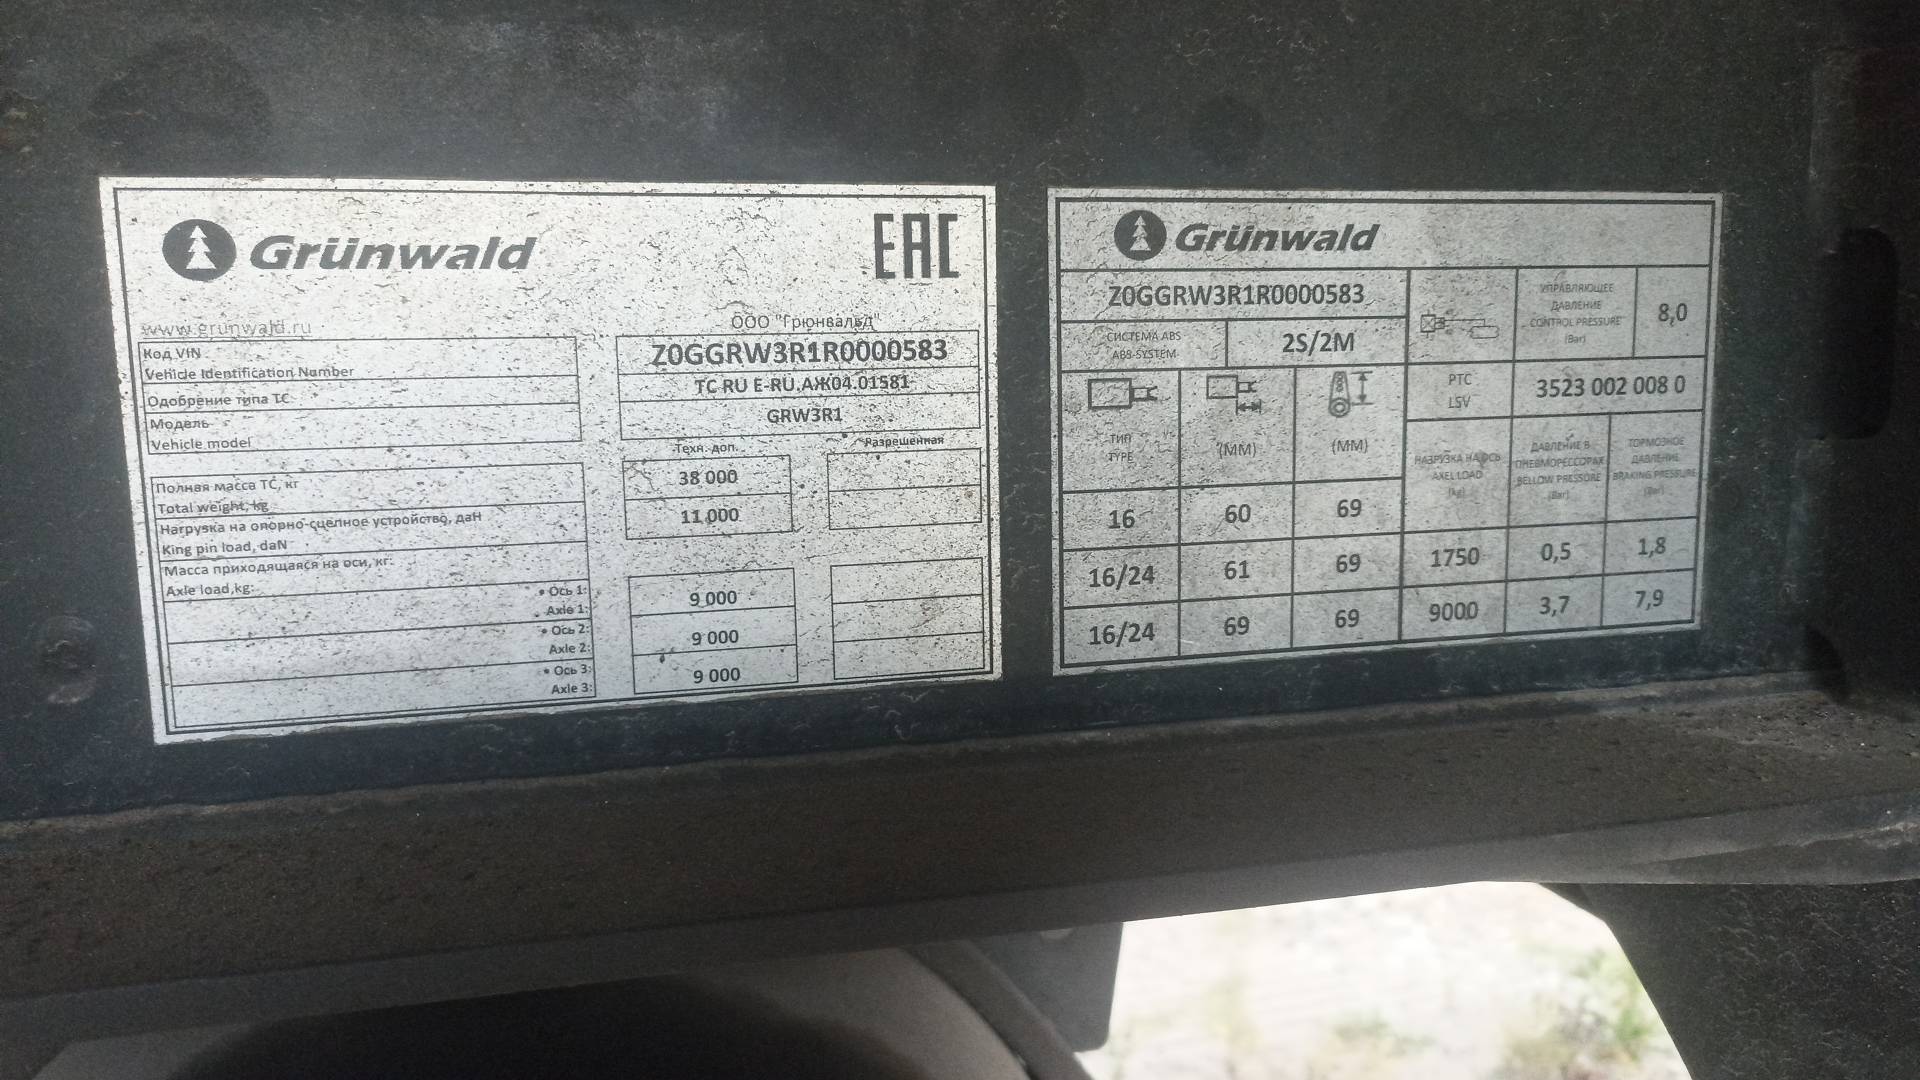 Grünwald
EAC
www.grunwald.ru
ООО "Грюнвальд"
Код VIN
Vehicle Identification Number
Z0GGRW3R1R0000583
Одобрение типа ТС
ТС RU E-RU.АЖ04.01581
Модель
Vehicle model
GRW3R1
Техн. доп.
Разрешенная
Полная масса ТС, кг
Total weight, kg
38 000
Нагрузка на опорно-сцепное устройство, даН
King pin load, daN
11 000
Масса приходящаяся на оси, кг:
Axle load,kg:
• Ось 1:
Axle 1:
9 000
• Ось 2:
Axle 2:
9 000
• Ось 3:
Axle 3:
9 000
Grünwald
Z0GGRW3R1R0000583
СИСТЕМА ABS
ABS-SYSTEM
2S/2M
УПРАВЛЯЮЩЕЕ
ДАВЛЕНИЕ
CONTROL PRESSURE
(Bar)
8,0
РТС
LSV
3523 002 008 0
ТИП
TYPE
(ММ)
(ММ)
НАГРУЗКА НА ОСЬ
AXEL LOAD
(kg)
ДАВЛЕНИЕ В
ПНЕВМОРЕССОРАХ
BELLOW PRESSURE
(Bar)
ТОРМОЗНОЕ
ДАВЛЕНИЕ
BRAKING PRESSURE
(Bar)
16 60 69
16/24 61 69 1750 0,5 1,8
16/24 69 69 9000 3,7 7,9